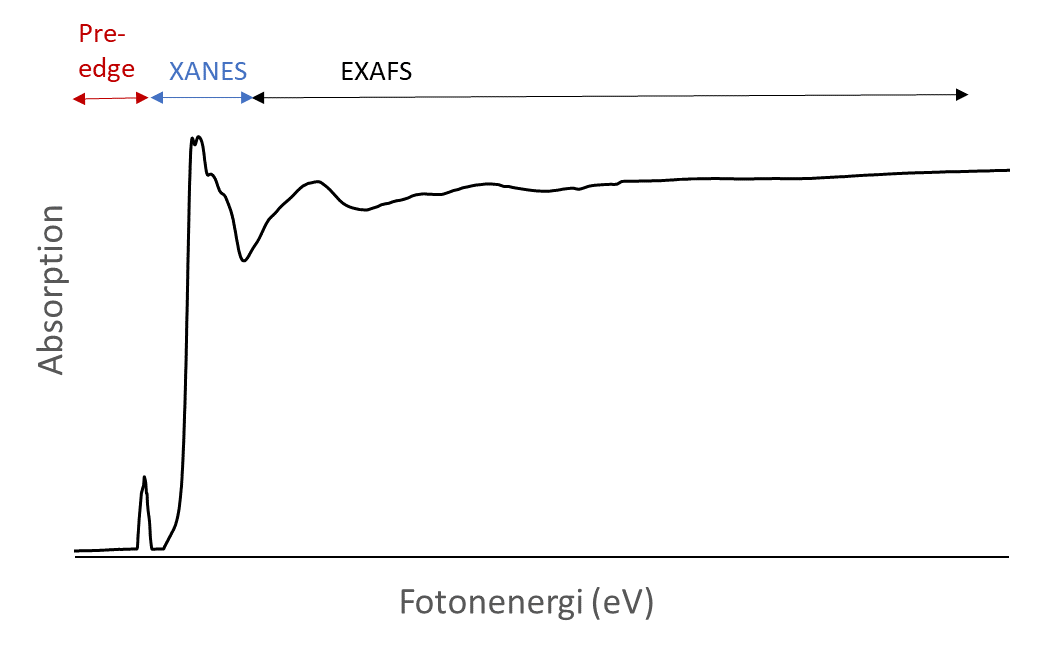 Pre-
edge
XANES
EXAFS
Absorption
Fotonenergi (eV)